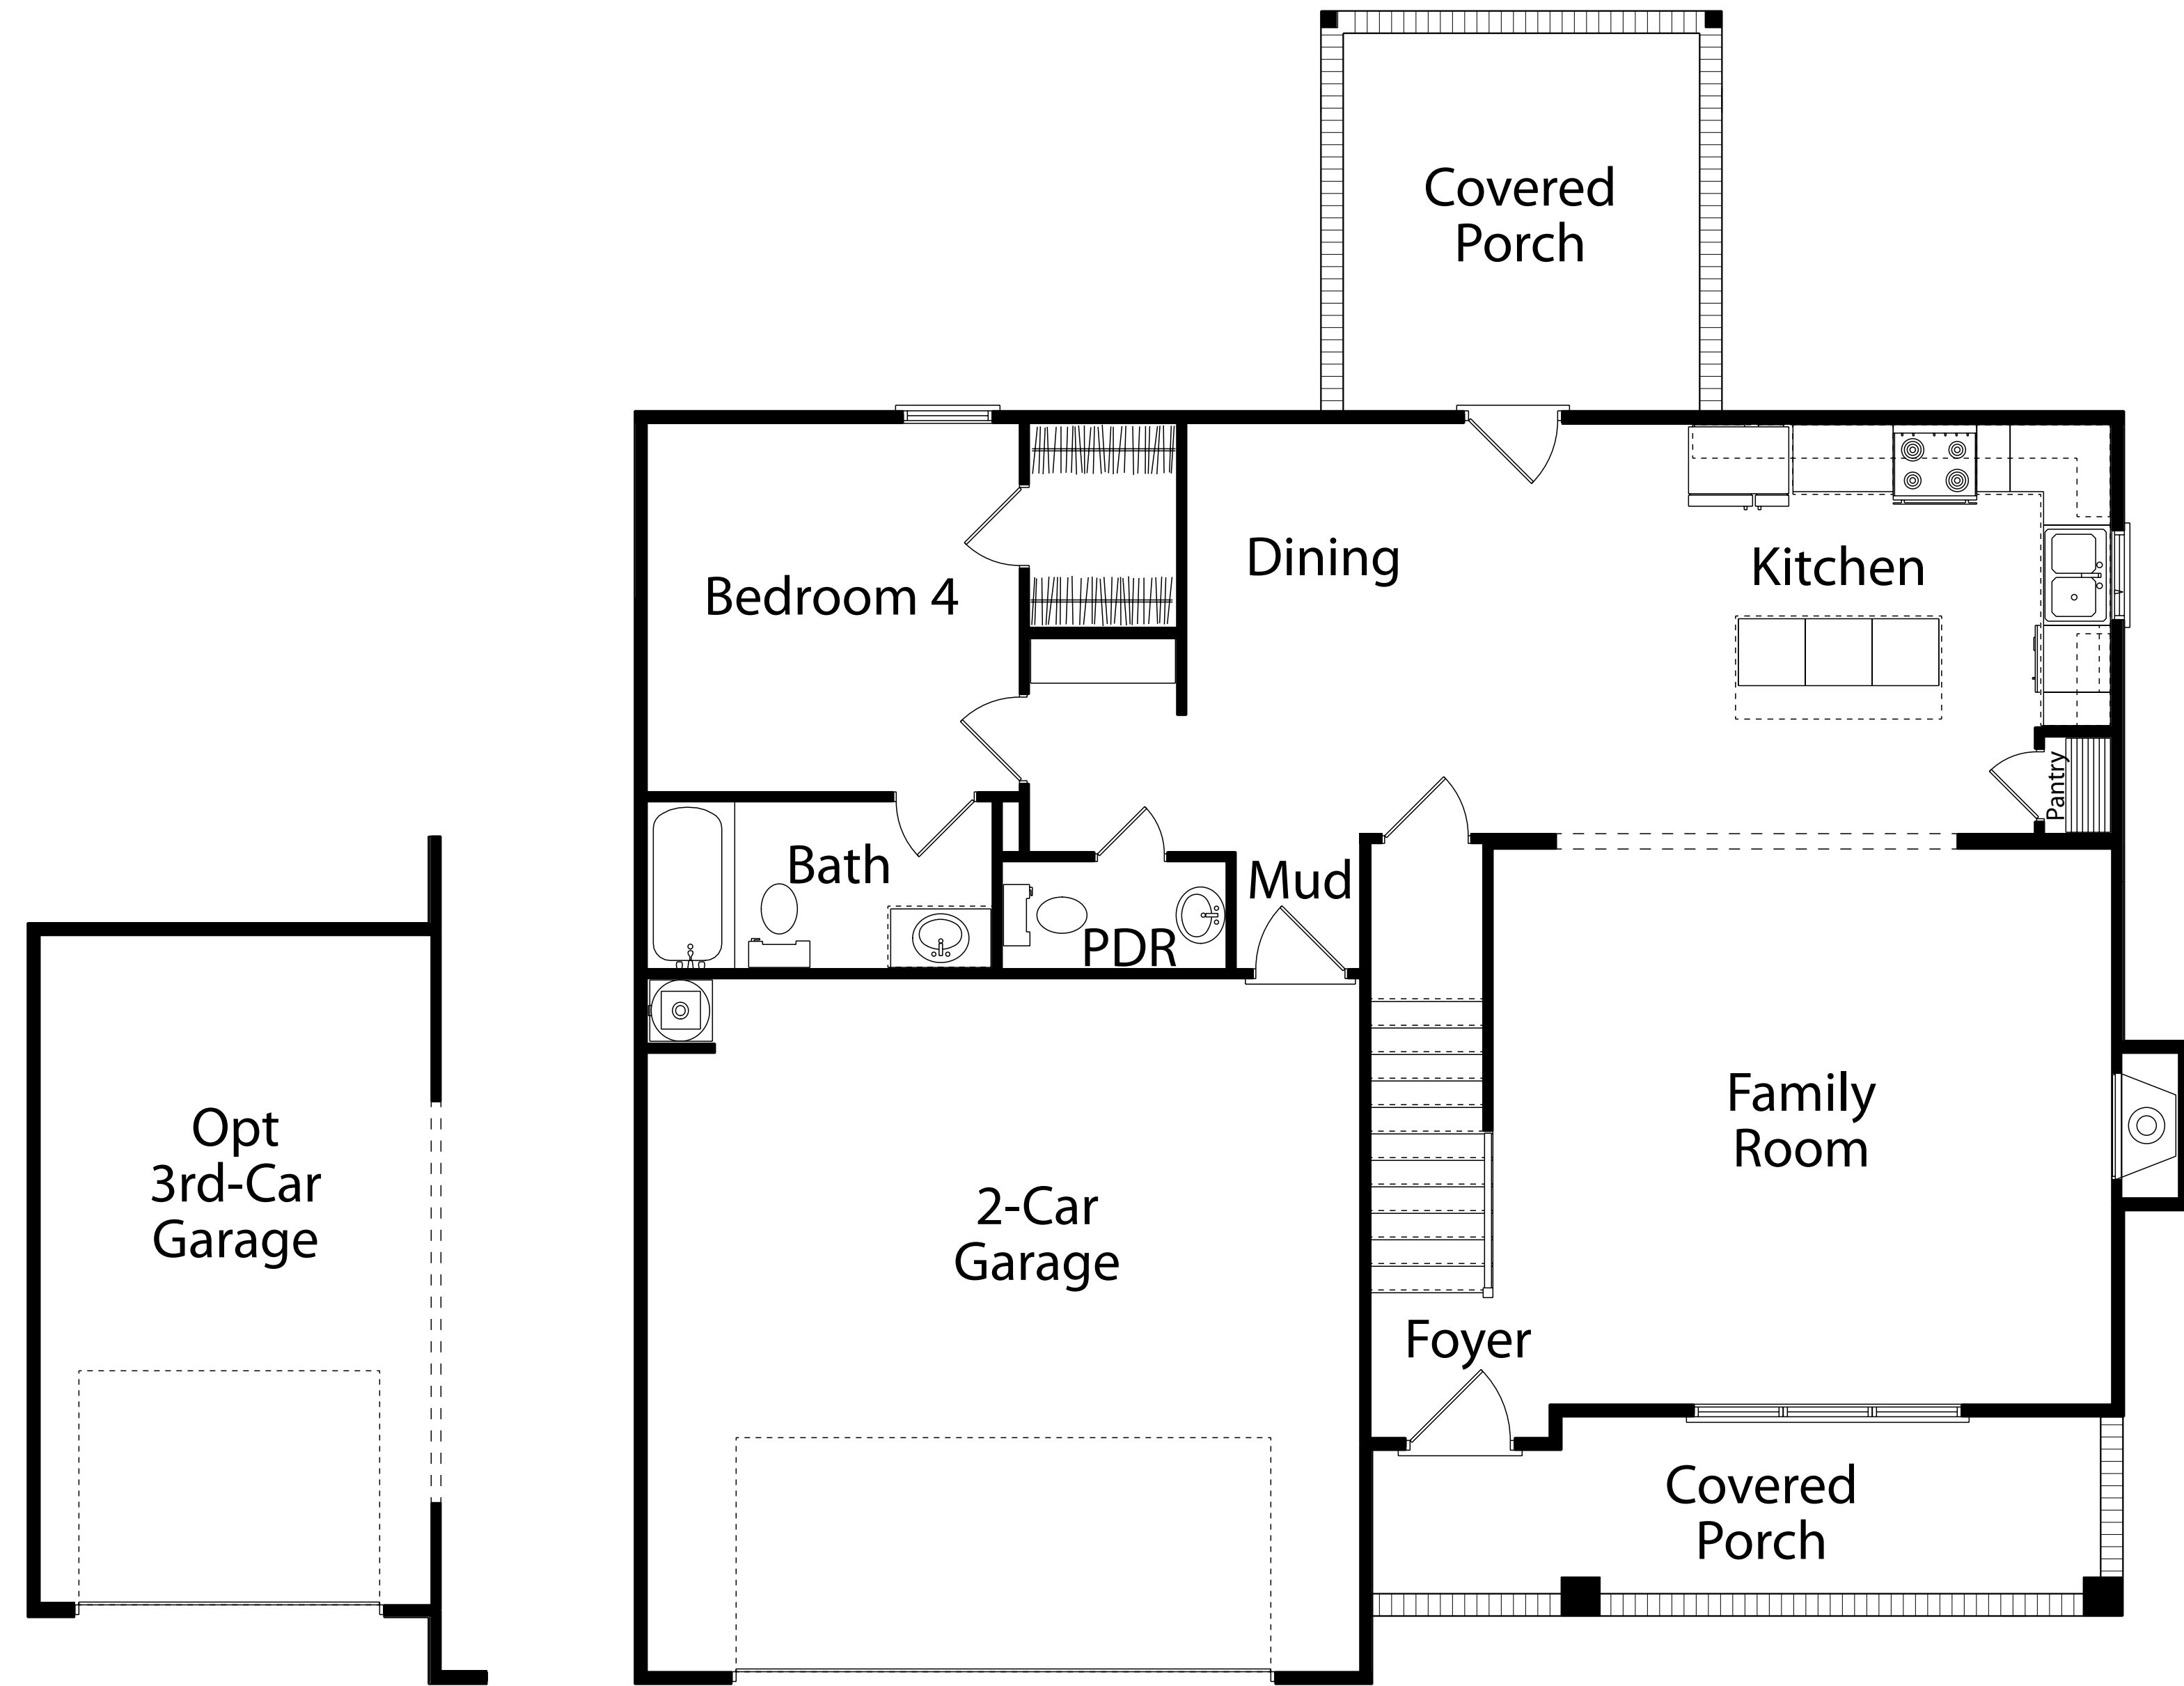 Covered
Porch
Dining
Kitchen
Bedroom 4
Pantry
Bath
Mud
PDR
Family
Room
Opt
3rd-Car
Garage
2-Car
Garage
Foyer
Covered
Porch